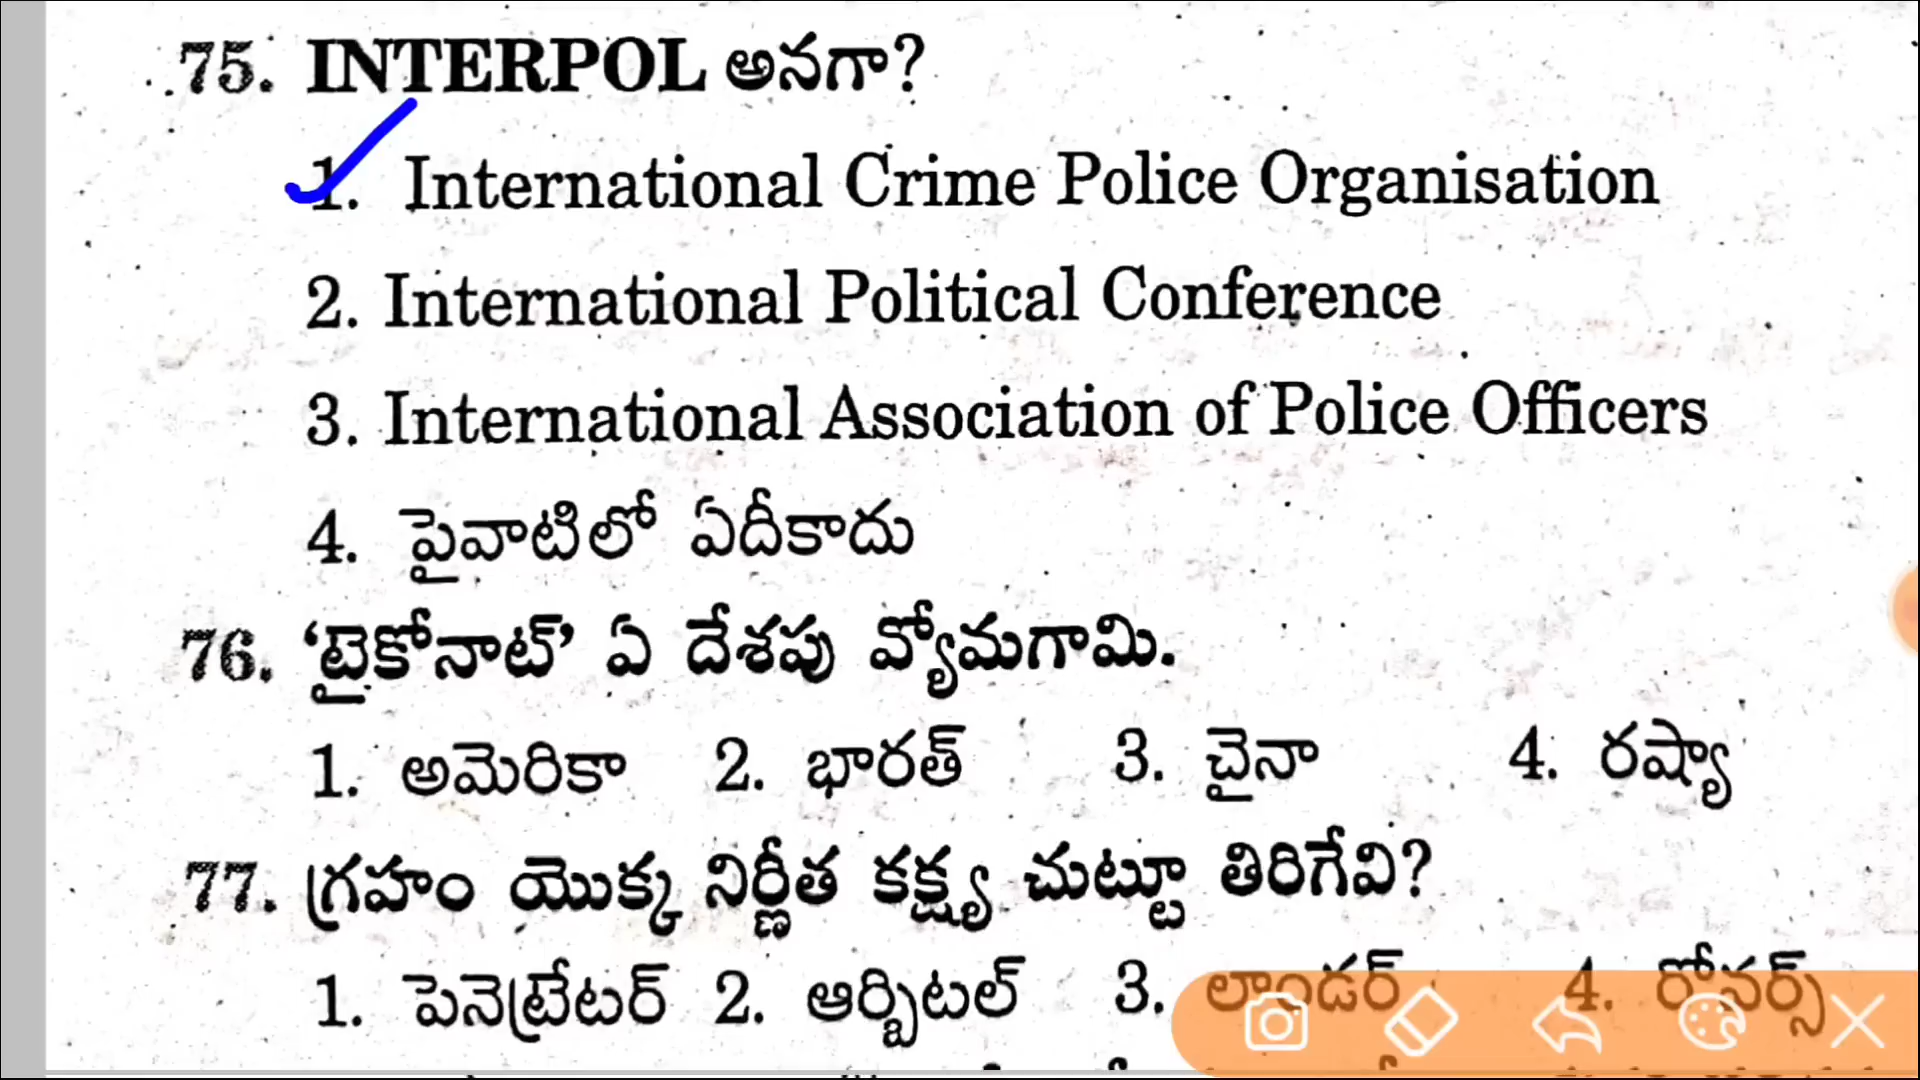 75. INTERPOL అనగా?
1. International Crime Police Organisation
2. International Political Conference
3. International Association of Police Officers
4. పైవాటిలో ఏదీకాదు
76. ‘టైకోనాట్’ ఏ దేశపు వ్యోమగామి.
1. అమెరికా 2. భారత్ 3. చైనా 4. రష్యా
77. గ్రహం యొక్క నిర్ణీత కక్ష్య చుట్టూ తిరిగేవి?
1. పెనెట్రేటర్ 2. ఆర్బిటల్ 3. లాండర్ 4. రోవర్స్